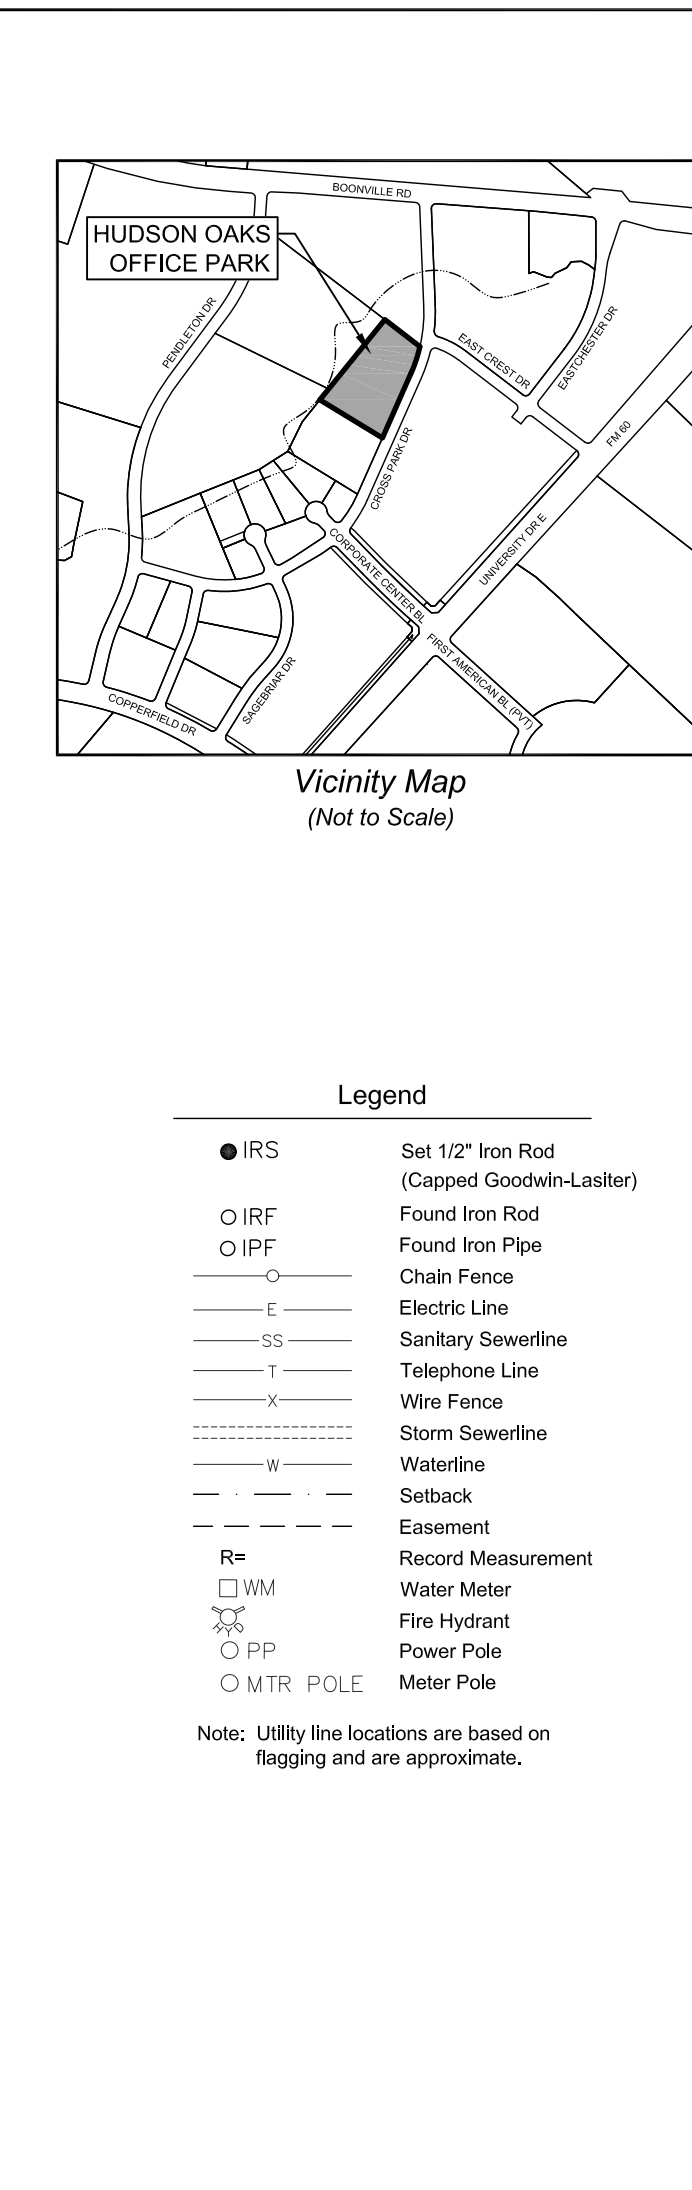 BOONVILLE RD
HUDSON OAKS
OFFICE PARK
PENDLETON DR
EAST CREST DR
EASTCHESTER DR
FM 60
CROSS PARK DR
UNIVERSITY DR E
CORPORATE CENTER BL
FIRST AMERICAN BL (PVT)
SAGEBRIAR DR
COPPERFIELD DR
Vicinity Map
(Not to Scale)
Legend
IRS Set 1/2" Iron Rod
(Capped Goodwin-Lasiter)
IRF Found Iron Rod
IPF Found Iron Pipe
O Chain Fence
E Electric Line
SS Sanitary Sewerline
T Telephone Line
X Wire Fence
Storm Sewerline
W Waterline
Setback
Easement
R= Record Measurement
WM Water Meter
HYD Fire Hydrant
PP Power Pole
MTR POLE Meter Pole
Note: Utility line locations are based on
flagging and are approximate.